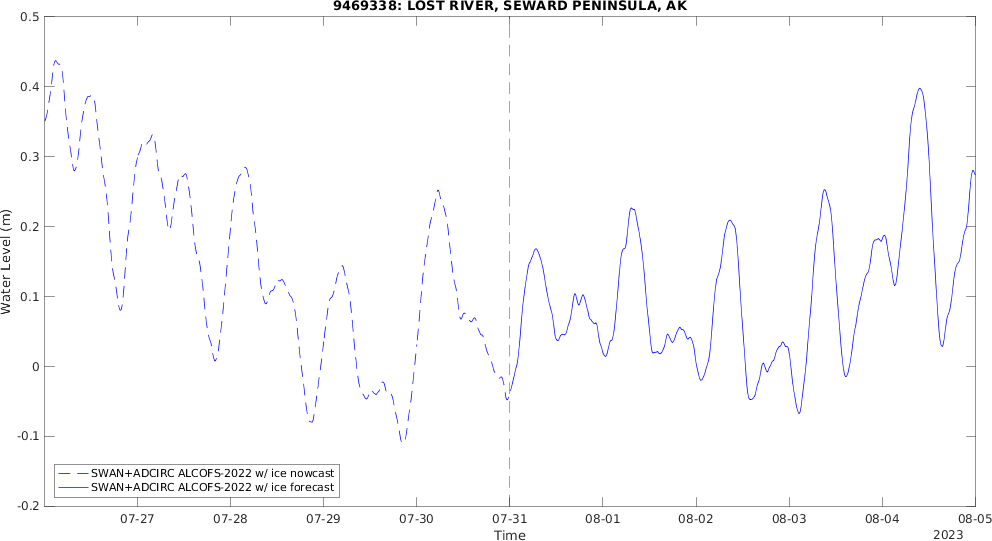 9469338: LOST RIVER, SEWARD PENINSULA, AK
0.5
0.4
0.3
0.2
0.1
0
-0.1
-0.2
Water Level (m)
SWAN+ADCIRC ALCOFS-2022 w/ ice nowcast
SWAN+ADCIRC ALCOFS-2022 w/ ice forecast
07-27 07-28 07-29 07-30 07-31 08-01 08-02 08-03 08-04 08-05
Time
2023